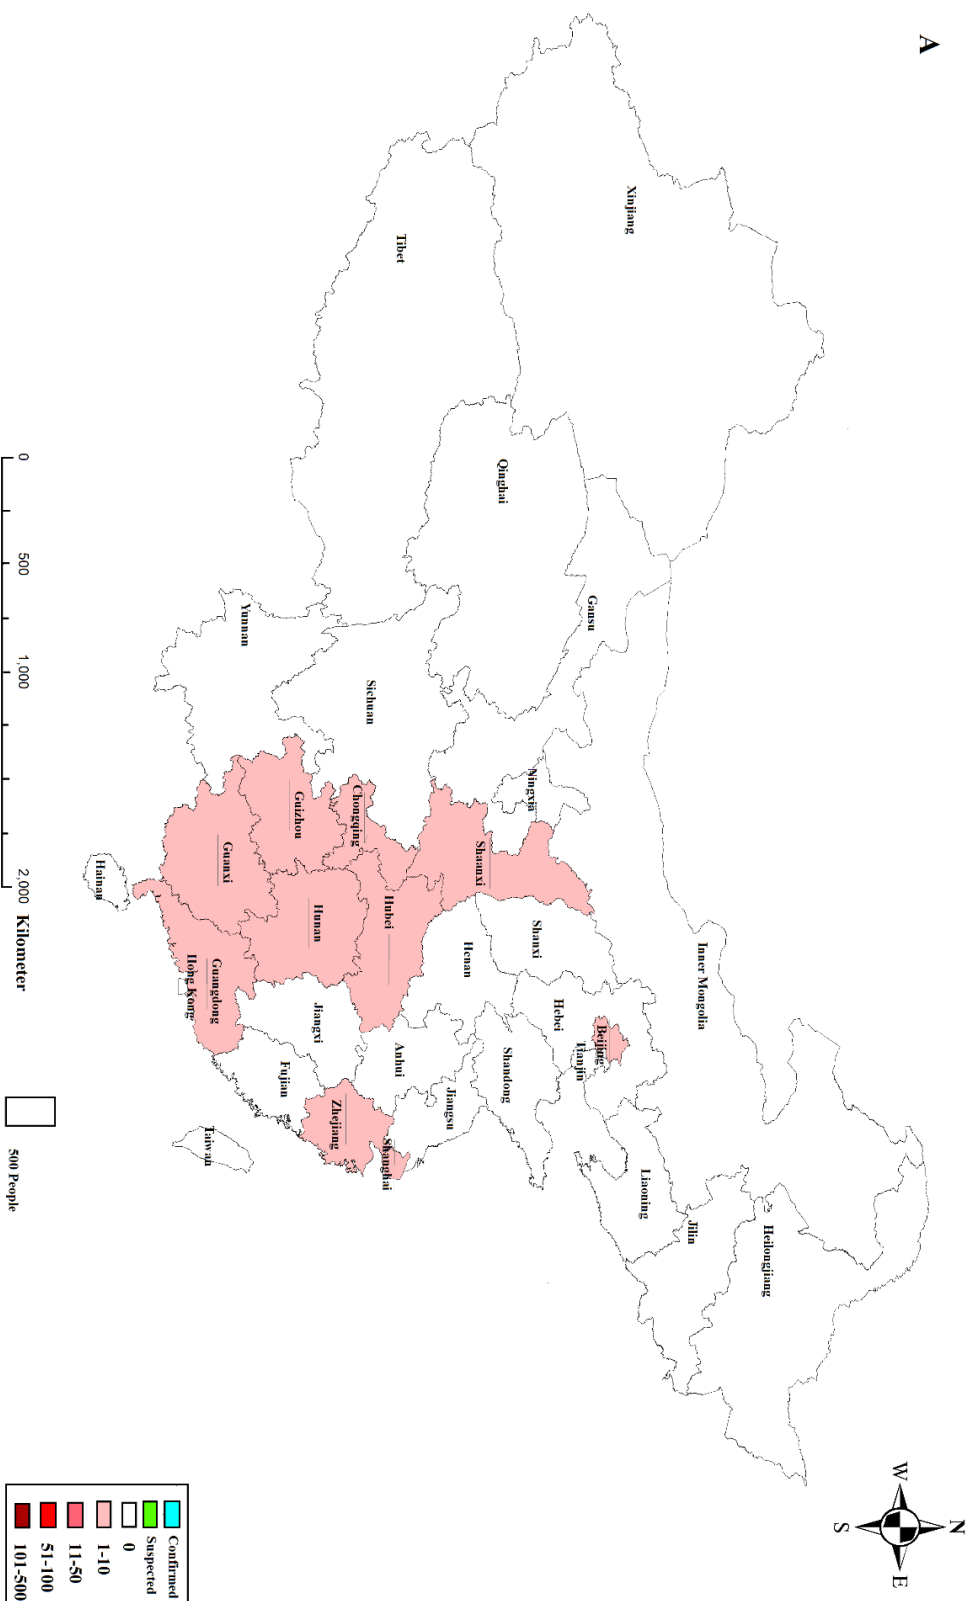 A
N
W
E
S
Xinjiang
Tibet
Qinghai
Gansu
Inner Mongolia
Heilongjiang
Jilin
Liaoning
Ningxia
Shaanxi
Shanxi
Hebei
Beijing
Tianjin
Shandong
Henan
Jiangsu
Anhui
Shanghai
Sichuan
Chongqing
Hubei
Zhejiang
Yunnan
Guizhou
Hunan
Jiangxi
Fujian
Guanxi
Guangdong
Hong Kong
Taiwan
Hainan
0 500 1,000 2,000 Kilometer
500 People
Confirmed
Suspected
0
1-10
11-50
51-100
101-500